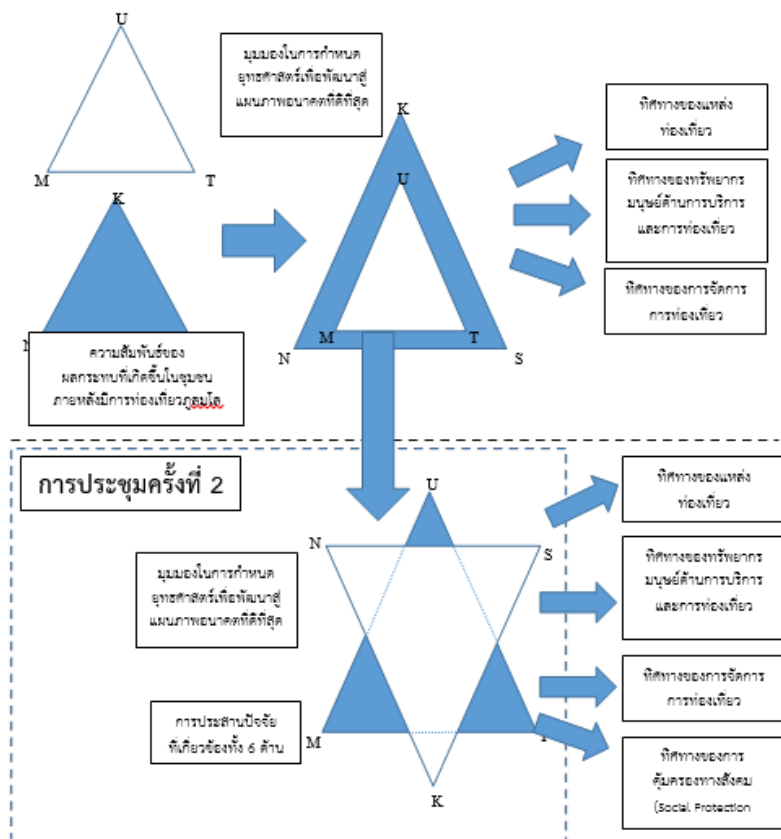 U
มุมมองในการกำหนด
ยุทธศาสตร์เพื่อพัฒนาสู่
แผนภาพอนาคตที่ดีที่สุด
M
T
K
K
U
M
T
N
S
ทิศทางของแหล่ง
ท่องเที่ยว
ทิศทางของทรัพยากร
มนุษย์ด้านการบริการ
และการท่องเที่ยว
ทิศทางของการจัดการ
การท่องเที่ยว
ความสัมพันธ์ของ
ผลกระทบที่เกิดขึ้นในชุมชน
ภายหลังมีการท่องเที่ยวภูลมโล
การประชุมครั้งที่ 2
U
N
S
มุมมองในการกำหนด
ยุทธศาสตร์เพื่อพัฒนาสู่
แผนภาพอนาคตที่ดีที่สุด
การประสานปัจจัย
ที่เกี่ยวข้องทั้ง 6 ด้าน
M
K
ทิศทางของแหล่ง
ท่องเที่ยว
ทิศทางของทรัพยากร
มนุษย์ด้านการบริการ
และการท่องเที่ยว
ทิศทางของการจัดการ
การท่องเที่ยว
ทิศทางของการ
คุ้มครองทางสังคม
(Social Protection